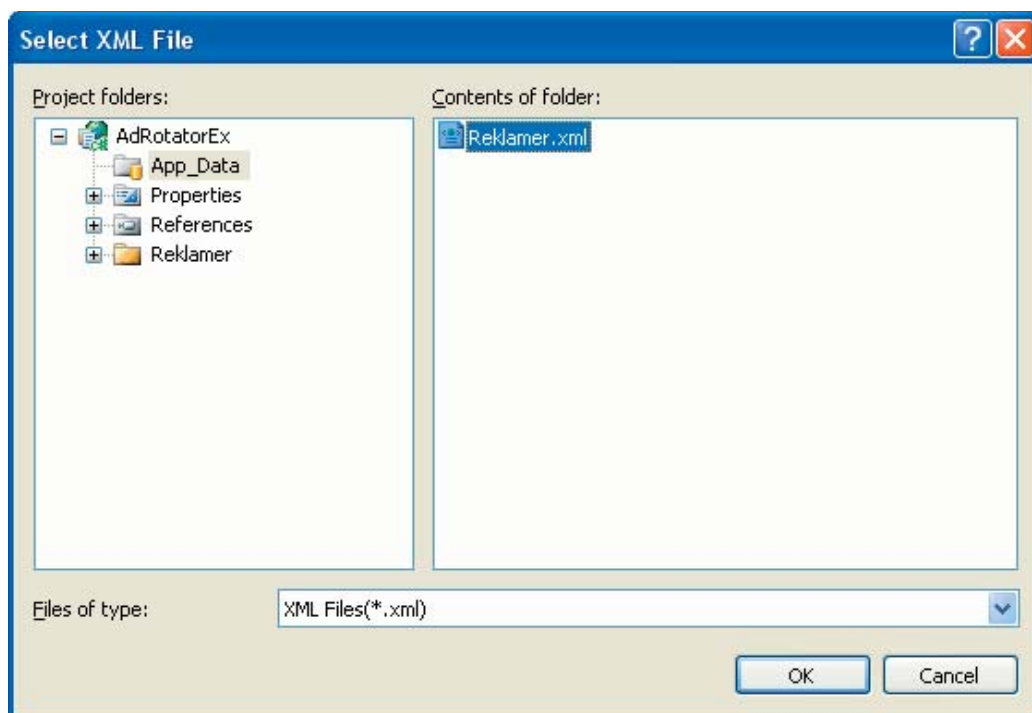 Select XML File
Project folders:
AdRotatorEx
App_Data
Properties
References
Reklamer
Contents of folder:
Reklamer.xml
Files of type:
XML Files(*.xml)
OK
Cancel